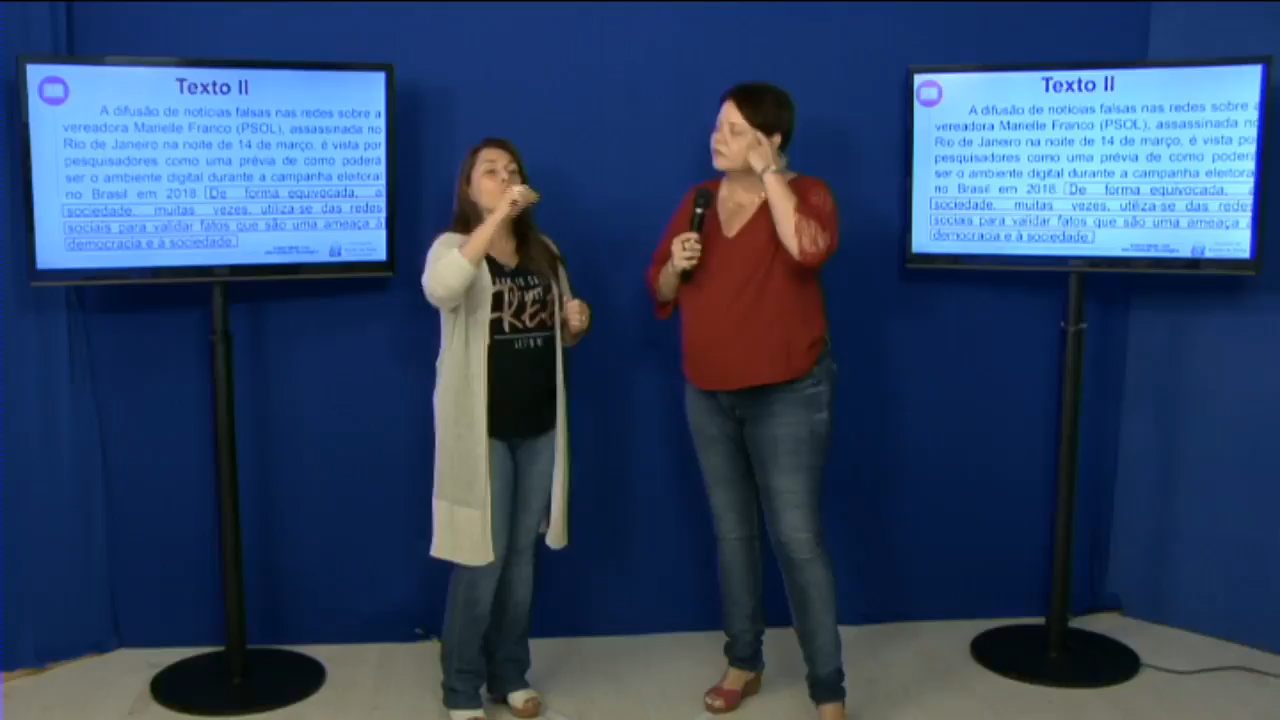 Texto II
A difusão de notícias falsas nas redes sobre a
vereadora Marielle Franco (PSOL), assassinada no
Rio de Janeiro na noite de 14 de março, é vista por
pesquisadores como uma prévia de como poderá
ser o ambiente digital durante a campanha eleitoral
no Brasil em 2018. De forma equivocada, a
sociedade, muitas vezes, utiliza-se das redes
sociais para validar fatos que são uma ameaça à
democracia e à sociedade.
FREE
Texto II
A difusão de notícias falsas nas redes sobre a
vereadora Marielle Franco (PSOL), assassinada no
Rio de Janeiro na noite de 14 de março, é vista por
pesquisadores como uma prévia de como poderá
ser o ambiente digital durante a campanha eleitoral
no Brasil em 2018. De forma equivocada, a
sociedade, muitas vezes, utiliza-se das redes
sociais para validar fatos que são uma ameaça à
democracia e à sociedade.